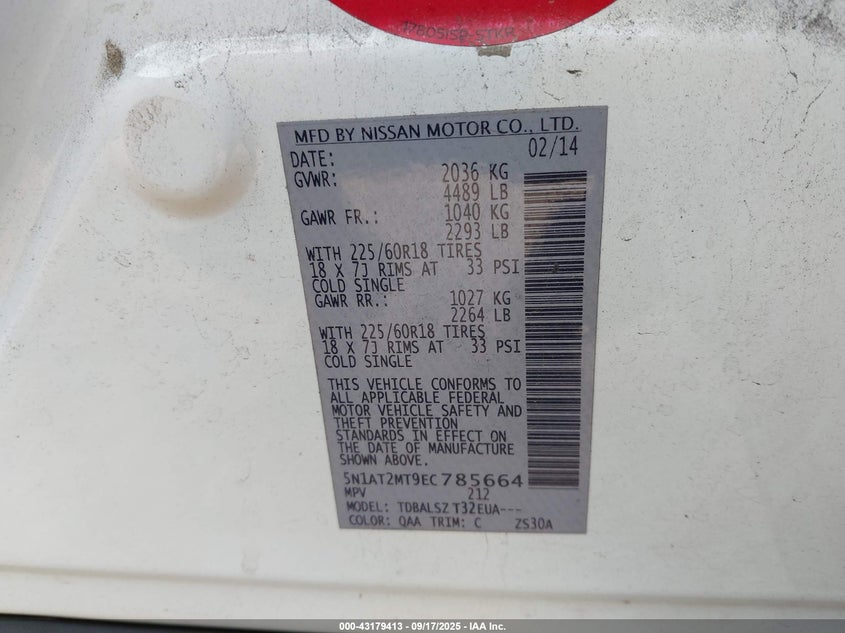 MFD BY NISSAN MOTOR CO., LTD.
DATE: 02/14
GVWR: 2036 KG
4489 LB
GAWR FR.: 1040 KG
2293 LB
WITH 225/60R18 TIRES
18 X 7J RIMS AT 33 PSI
COLD SINGLE
GAWR RR.: 1027 KG
2264 LB
WITH 225/60R18 TIRES
18 X 7J RIMS AT 33 PSI
COLD SINGLE
THIS VEHICLE CONFORMS TO
ALL APPLICABLE FEDERAL
MOTOR VEHICLE SAFETY AND
THEFT PREVENTION
STANDARDS IN EFFECT ON
THE DATE OF MANUFACTURE
SHOWN ABOVE.
5N1AT2MT9EC785664
MPV 212
MODEL: TDBALSZ T32EUA---
COLOR: QAA TRIM: C ZS30A
000-43179413 - 09/17/2025 - IAA Inc.